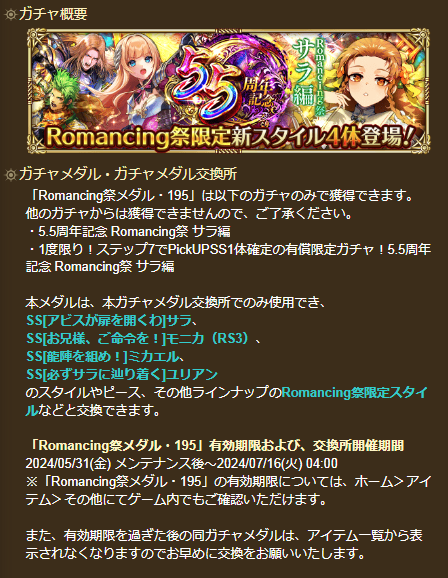 ガチャ概要
55
周年
記念
Romancing祭
サラ編
Romancing祭限定新スタイル4体登場!
ガチャメダル・ガチャメダル交換所
「Romancing祭メダル・195」は以下のガチャのみで獲得できます。
他のガチャからは獲得できませんので、ご了承ください。
・5.5周年記念 Romancing祭 サラ編
・1度限り！ステップ7でPickUPSS1体確定の有償限定ガチャ！5.5周年
記念 Romancing祭 サラ編
本メダルは、本ガチャメダル交換所でのみ使用でき、
SS[アビスが扉を開くわ]サラ、
SS[お兄様、ご命令を！]モニカ（RS3）、
SS[龍陣を組め！]ミカエル、
SS[必ずサラに辿り着く]ユリアン
のスタイルやピース、その他ラインナップのRomancing祭限定スタイ
ルなどと交換できます。
「Romancing祭メダル・195」有効期限および、交換所開催期間
2024/05/31(金) メンテナンス後～2024/07/16(火) 04:00
※「Romancing祭メダル・195」の有効期限については、ホーム＞アイ
テム＞その他にてゲーム内でもご確認いただけます。
また、有効期限を過ぎた後の同ガチャメダルは、アイテム一覧から表
示されなくなりますのでお早めに交換をお願いいたします。